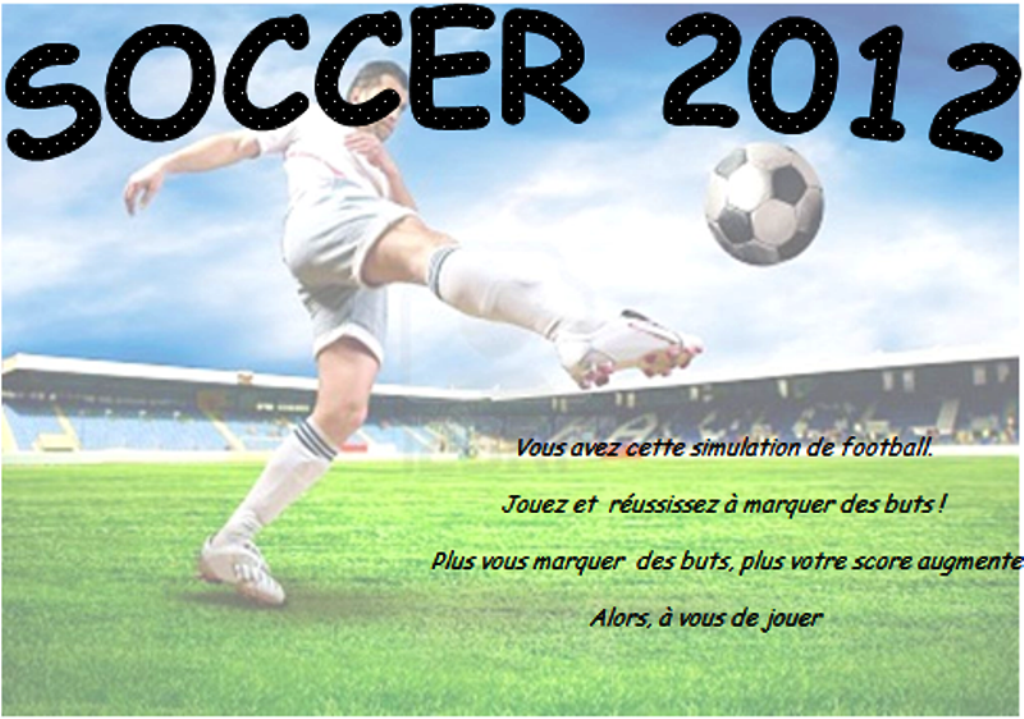 SOCCER 2012
Vous avez cette simulation de football.
Jouez et réussissez à marquer des buts !
Plus vous marquer des buts, plus votre score augmente
Alors, à vous de jouer